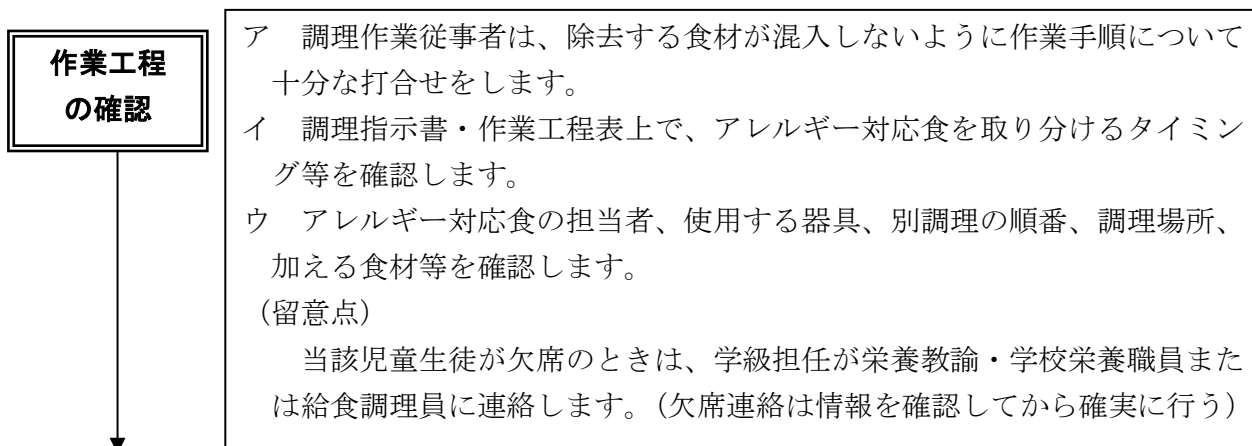 作業工程
の確認
ア　調理作業従事者は、除去する食材が混入しないように作業手順について
十分な打合せをします。
イ　調理指示書・作業工程表上で、アレルギー対応食を取り分けるタイミン
グ等を確認します。
ウ　アレルギー対応食の担当者、使用する器具、別調理の順番、調理場所、
加える食材等を確認します。
（留意点）
当該児童生徒が欠席のときは、学級担任が栄養教諭・学校栄養職員また
は給食調理員に連絡します。（欠席連絡は情報を確認してから確実に行う）